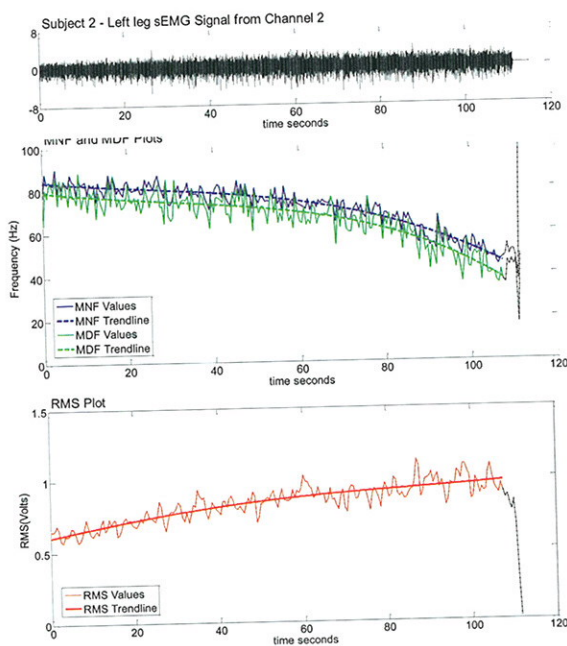 Subject 2 - Left leg sEMG Signal from Channel 2
8
0
-8
0 20 40 60 80 100 120
time seconds
MNF and MDF Plots
100
80
60
40
20
0
Frequency (Hz)
MNF Values
MNF Trendline
MDF Values
MDF Trendline
0 20 40 60 80 100 120
time seconds
RMS Plot
1.5
1
0.5
0
RMS(Volts)
RMS Values
RMS Trendline
0 20 40 60 80 100 120
time seconds